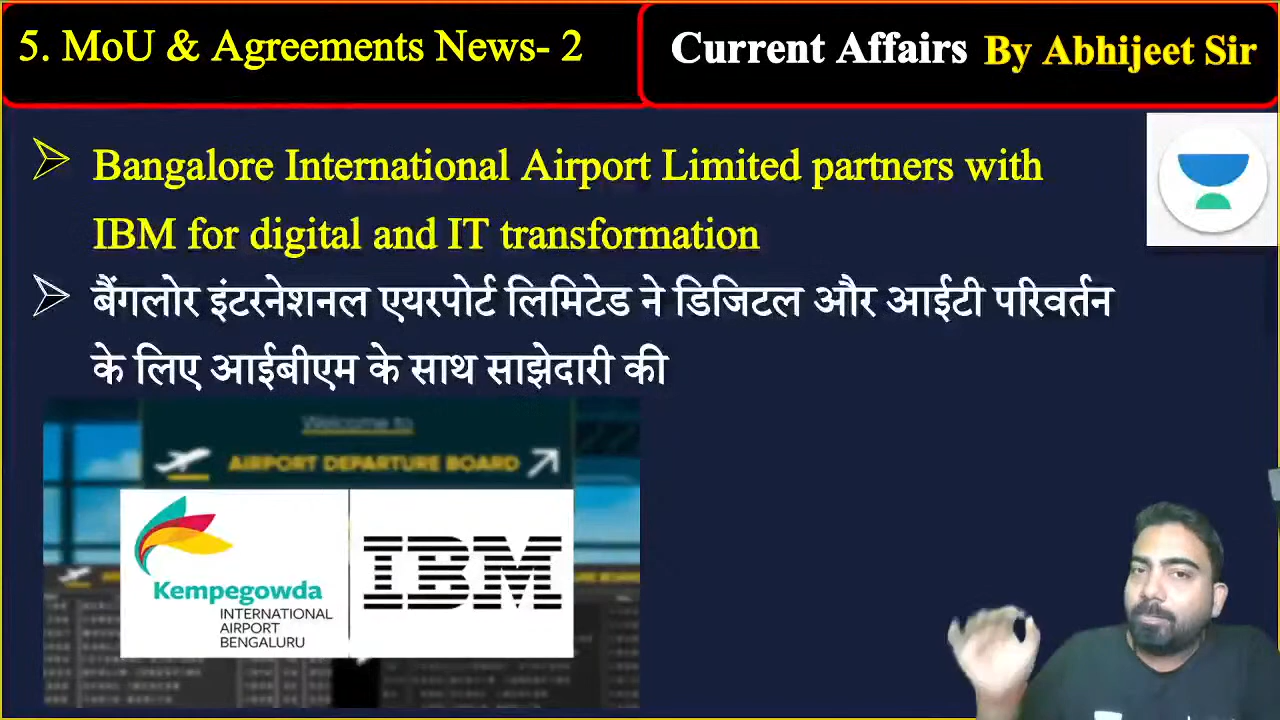 5. MoU & Agreements News- 2
Current Affairs By Abhijeet Sir
Bangalore International Airport Limited partners with
IBM for digital and IT transformation
बैंगलोर इंटरनेशनल एयरपोर्ट लिमिटेड ने डिजिटल और आईटी परिवर्तन
के लिए आईबीएम के साथ साझेदारी की
Welcome to
AIRPORT DEPARTURE BOARD
Kempegowda
INTERNATIONAL
AIRPORT
BENGALURU
IBM